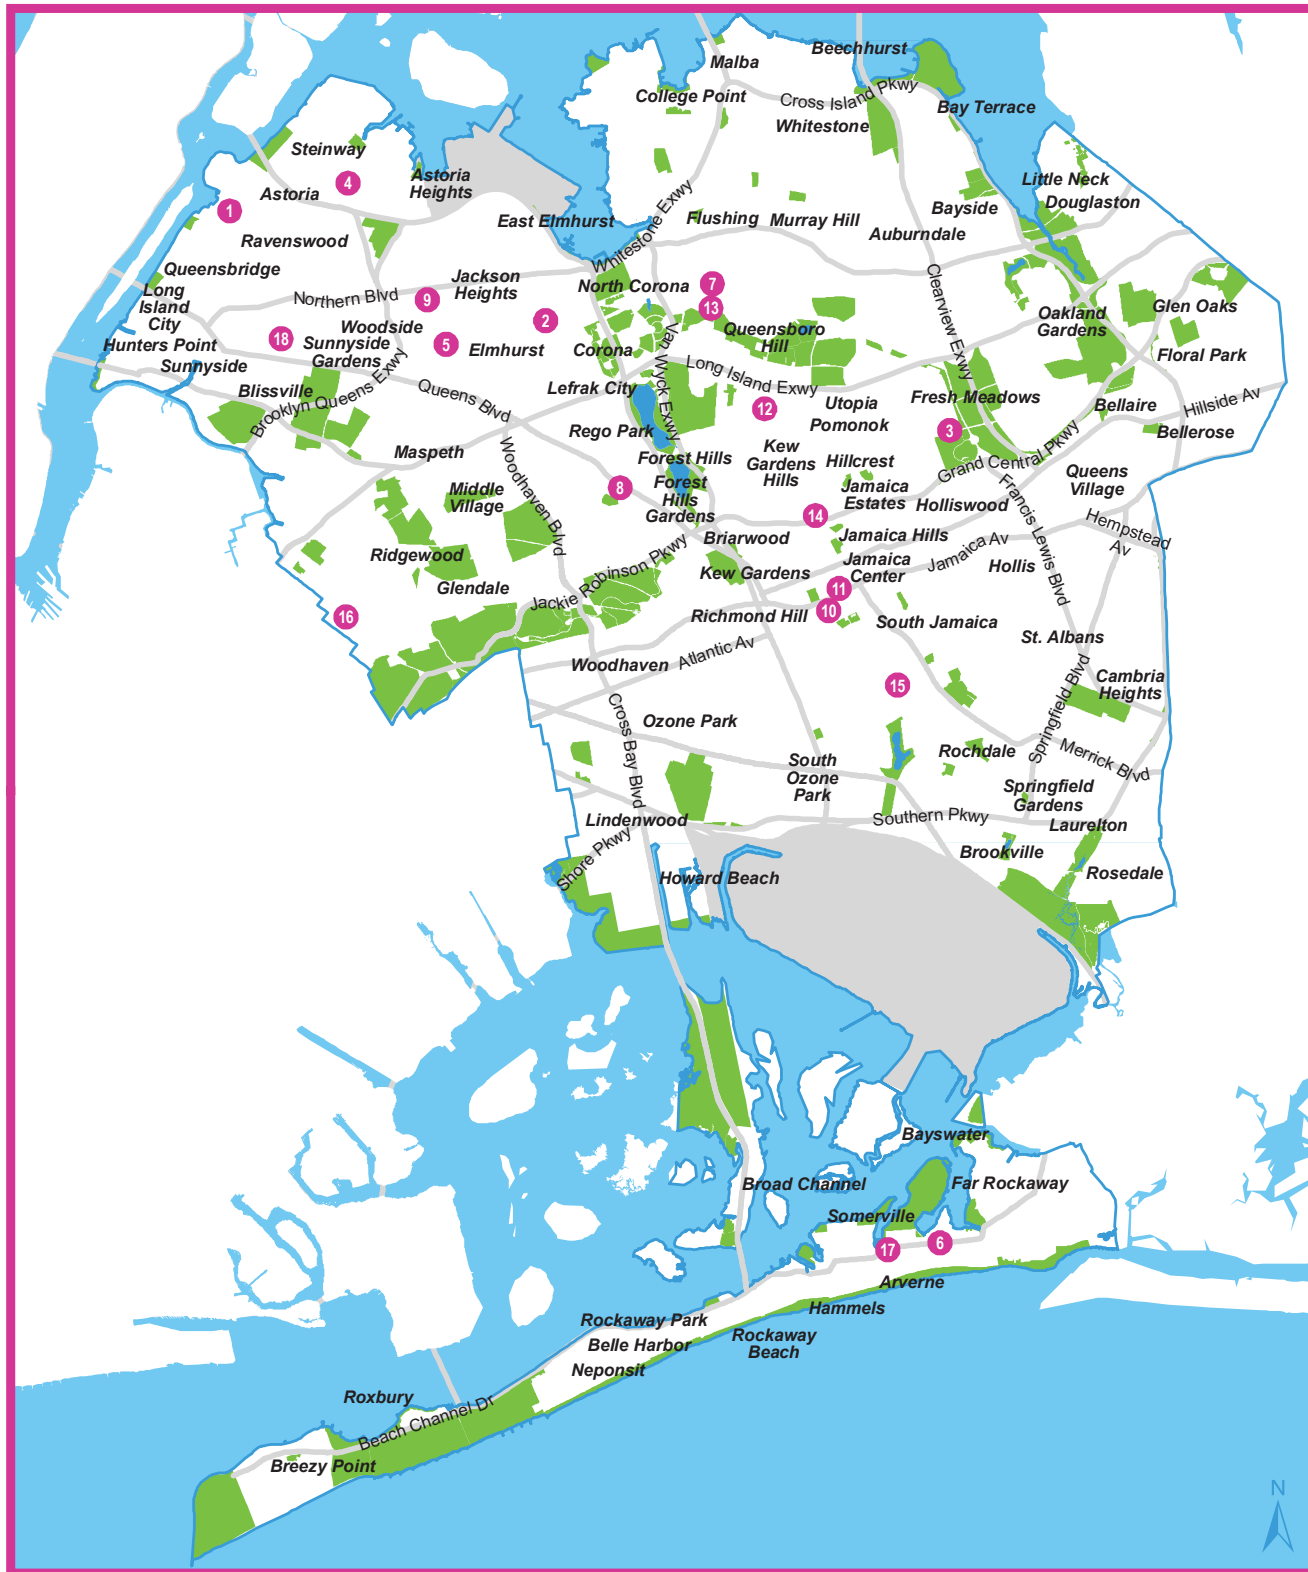 Beechhurst
Malba
College Point
Cross Island Pkwy
Whitestone
Bay Terrace
Steinway
4
Astoria
Astoria
Heights
1
Little Neck
Douglaston
Bayside
East Elmhurst
Whitestone Exwy
Flushing
Murray Hill
Auburndale
Ravenswood
Queensbridge
Long
Island
City
Northern Blvd
9
Jackson
Heights
North Corona
7
13
Clearview Exwy
Glen Oaks
Oakland
Gardens
Hunters Point
18
Woodside
Sunnyside
Gardens
5
2
Elmhurst
Corona
Van Wyck Exwy
Queensboro
Hill
Floral Park
Sunnyside
Blissville
Brooklyn Queens Exwy
Queens Blvd
Lefrak City
Long Island Exwy
12
Utopia
Pomonok
Fresh Meadows
Bellaire
Hillside Av
Bellerose
Rego Park
3
Grand Central Pkwy
Maspeth
Woodhaven Blvd
Forest Hills
Kew
Gardens
Hills
Hillcrest
Queens
Village
Middle
Village
8
Forest
Hills
Gardens
Jamaica
Estates
Holliswood
Francis Lewis Blvd
14
Hempstead
Av
Briarwood
Jamaica Hills
Jamaica Av
Ridgewood
Jackie Robinson Pkwy
Kew Gardens
Jamaica
Center
Hollis
Glendale
11
10
16
Richmond Hill
South Jamaica
St. Albans
Woodhaven
Atlantic Av
15
Cambria
Heights
Cross Bay Blvd
Ozone Park
Springfield Blvd
South
Ozone
Park
Rochdale
Merrick Blvd
Springfield
Gardens
Lindenwood
Southern Pkwy
Laurelton
Shore Pkwy
Brookville
Howard Beach
Rosedale
Bayswater
Broad Channel
Far Rockaway
Somerville
17
6
Arverne
Hammels
Rockaway Park
Rockaway
Beach
Belle Harbor
Neponsit
Roxbury
Beach Channel Dr
Breezy Point
N